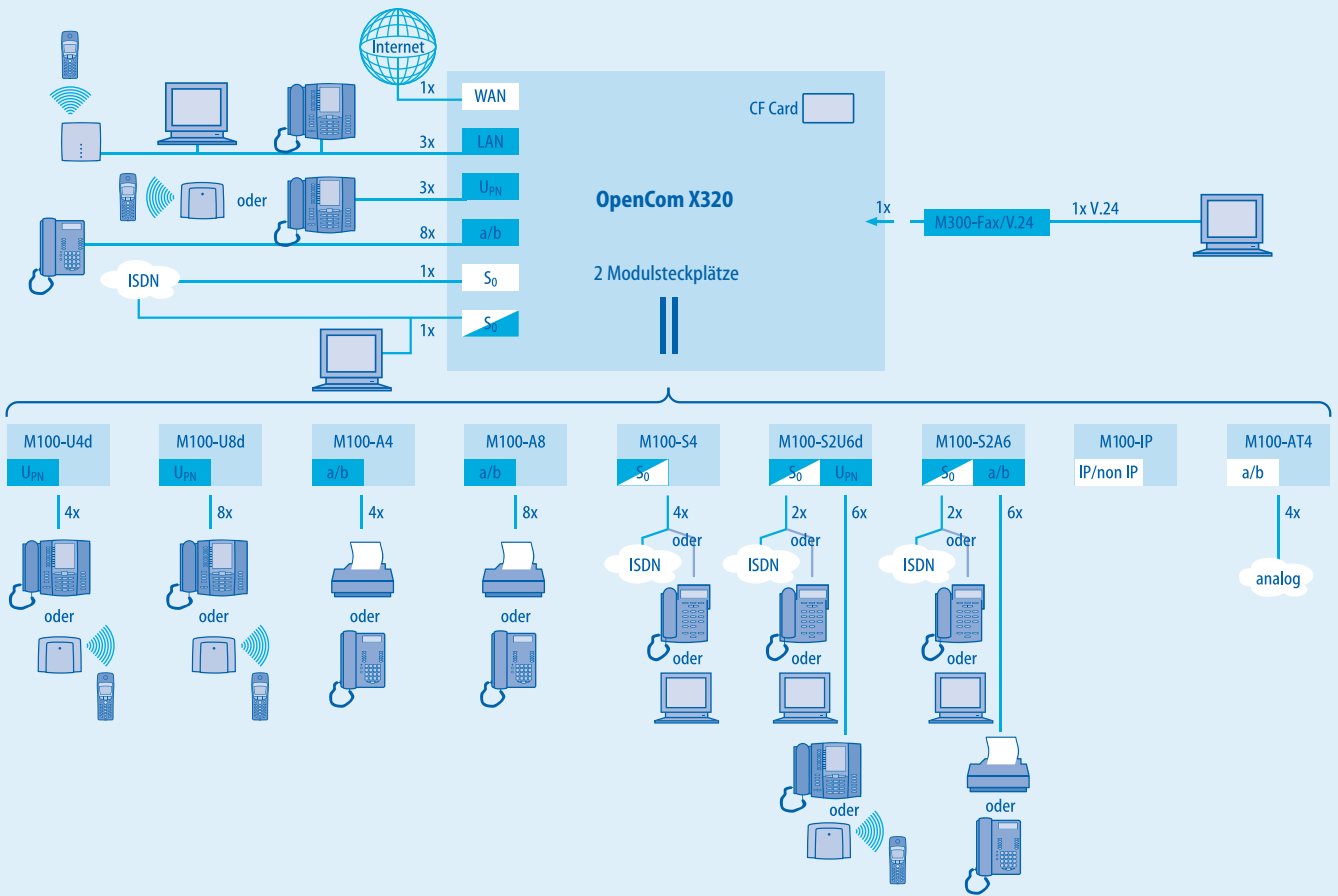 Internet
1x
WAN
CF Card
3x
LAN
oder
3x
UPN
OpenCom X320
1x
M300-Fax/V.24
1x V.24
8x
a/b
ISDN
1x
S0
2 Modulsteckplätze
1x
S0
M100-U4d
UPN
4x
oder
M100-U8d
UPN
8x
oder
M100-A4
a/b
4x
oder
M100-A8
a/b
8x
oder
M100-S4
S0
4x
oder
ISDN
oder
M100-S2U6d
S0
UPN
2x
6x
oder
ISDN
oder
oder
M100-S2A6
S0
a/b
2x
6x
oder
ISDN
oder
oder
M100-IP
IP/non IP
M100-AT4
a/b
4x
analog